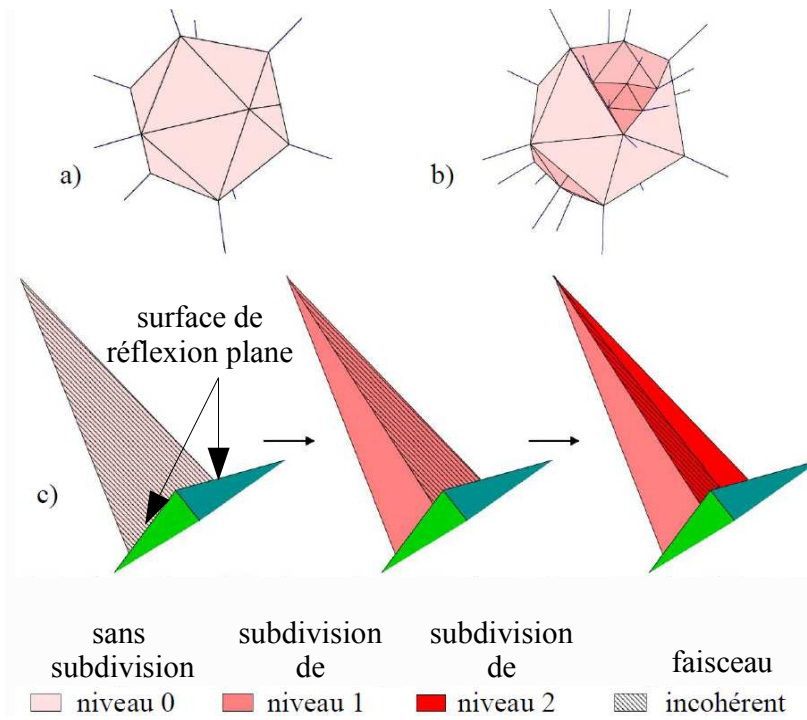 a)
b)
surface de
réflexion plane
c)
sans
subdivision
niveau 0
subdivision
de
niveau 1
subdivision
de
niveau 2
faisceau
incohérent